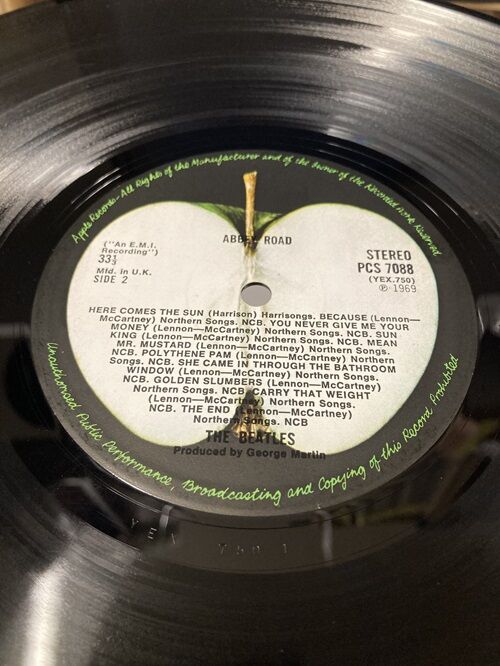 Apple Records-All Rights of the Manufacturer and of the Owner of the Recorded Work Reserved
ABBEY ROAD
("An E.M.I.
Recording")
33⅓
Mfd. in U.K.
SIDE 2
STEREO
PCS 7088
(YEX.750)
℗ 1969
HERE COMES THE SUN (Harrison) Harrisongs. BECAUSE (Lennon—
McCartney) Northern Songs. NCB. YOU NEVER GIVE ME YOUR
MONEY (Lennon—McCartney) Northern Songs. NCB. SUN
KING (Lennon—McCartney) Northern Songs. NCB. MEAN
MR. MUSTARD (Lennon—McCartney) Northern Songs.
NCB. POLYTHENE PAM (Lennon—McCartney) Northern
Songs. NCB. SHE CAME IN THROUGH THE BATHROOM
WINDOW (Lennon—McCartney) Northern Songs.
NCB. GOLDEN SLUMBERS (Lennon—McCartney)
Northern Songs. NCB. CARRY THAT WEIGHT
(Lennon—McCartney) Northern Songs.
NCB. THE END (Lennon—McCartney)
Northern Songs. NCB
THE BEATLES
Produced by George Martin
Unauthorised Public Performance, Broadcasting and Copying of this Record Prohibited